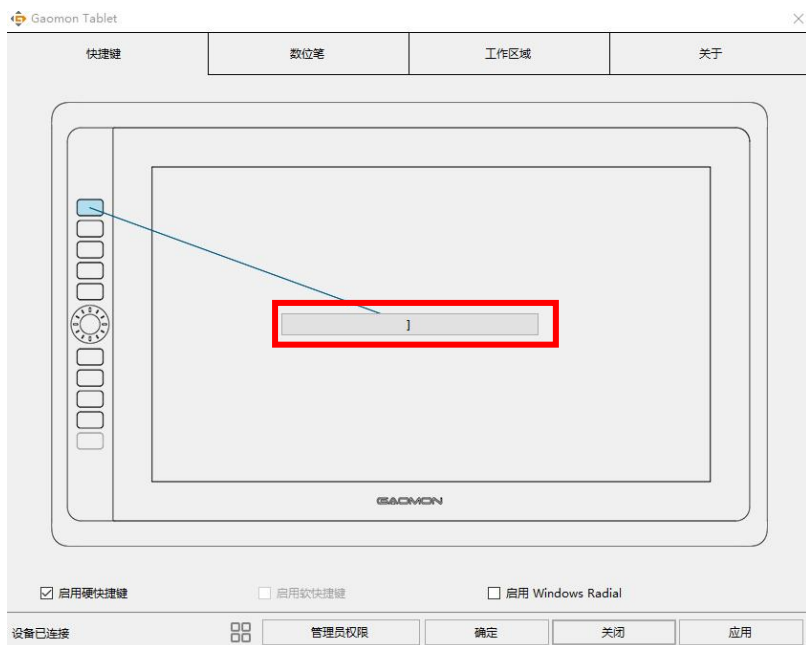 Gaomon Tablet
快捷键 数位笔 工作区域 关于
]
GAOMON
启用硬快捷键 启用软快捷键 启用 Windows Radial
设备已连接 管理员权限 确定 关闭 应用